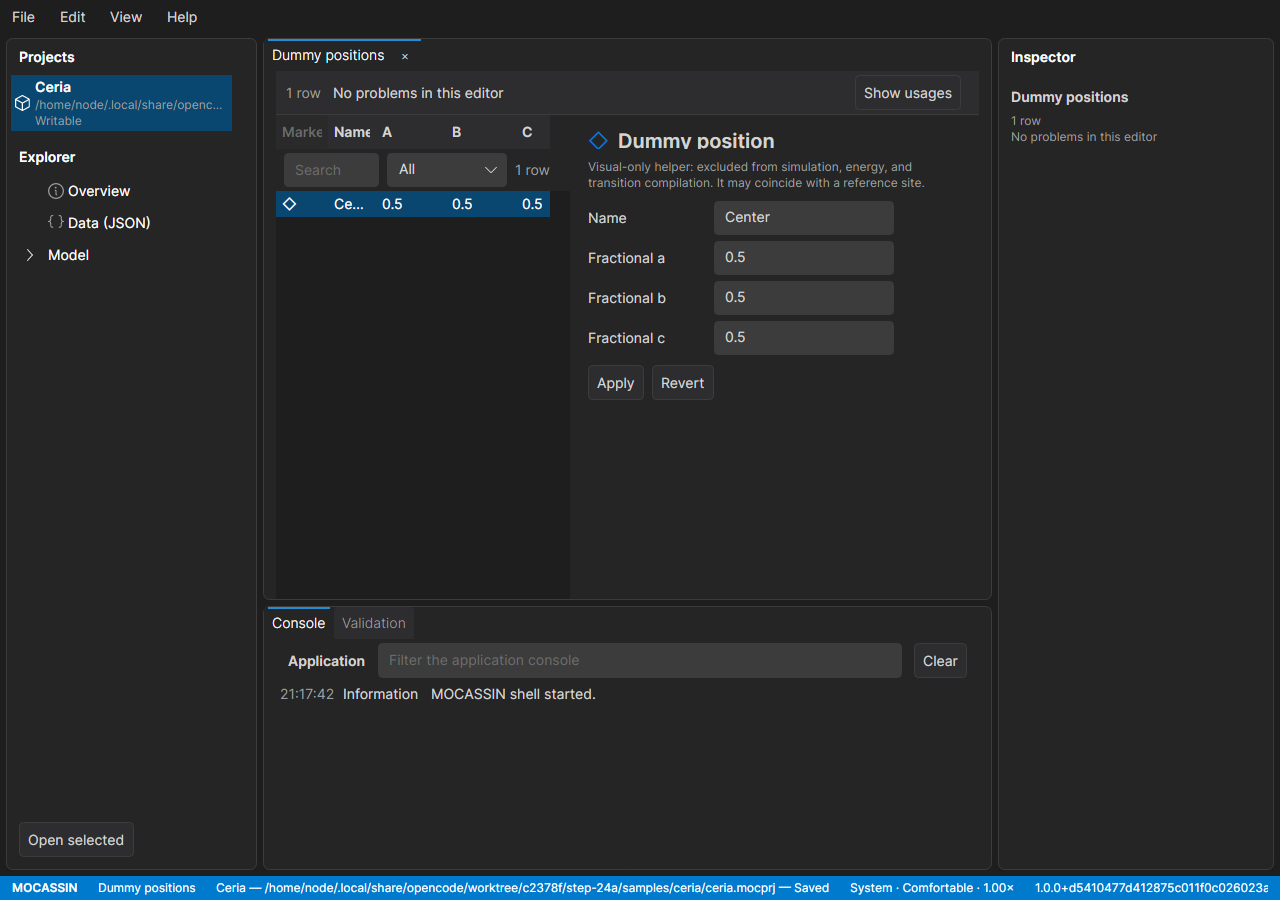 File Edit View Help
Projects
Ceria
/home/node/.local/share/openc...
Writable
Explorer
Overview
Data (JSON)
Model
Open selected
Dummy positions ×
1 row No problems in this editor Show usages
Marke Name A B C
Search All 1 row
Ce... 0.5 0.5 0.5
Dummy position
Visual-only helper: excluded from simulation, energy, and
transition compilation. It may coincide with a reference site.
Name Center
Fractional a 0.5
Fractional b 0.5
Fractional c 0.5
Apply Revert
Console Validation
Application Filter the application console Clear
21:17:42 Information MOCASSIN shell started.
Inspector
Dummy positions
1 row
No problems in this editor
MOCASSIN Dummy positions Ceria — /home/node/.local/share/opencode/worktree/c2378f/step-24a/samples/ceria/ceria.mocprj — Saved System · Comfortable · 1.00× 1.0.0+d5410477d412875c011f0c026023a